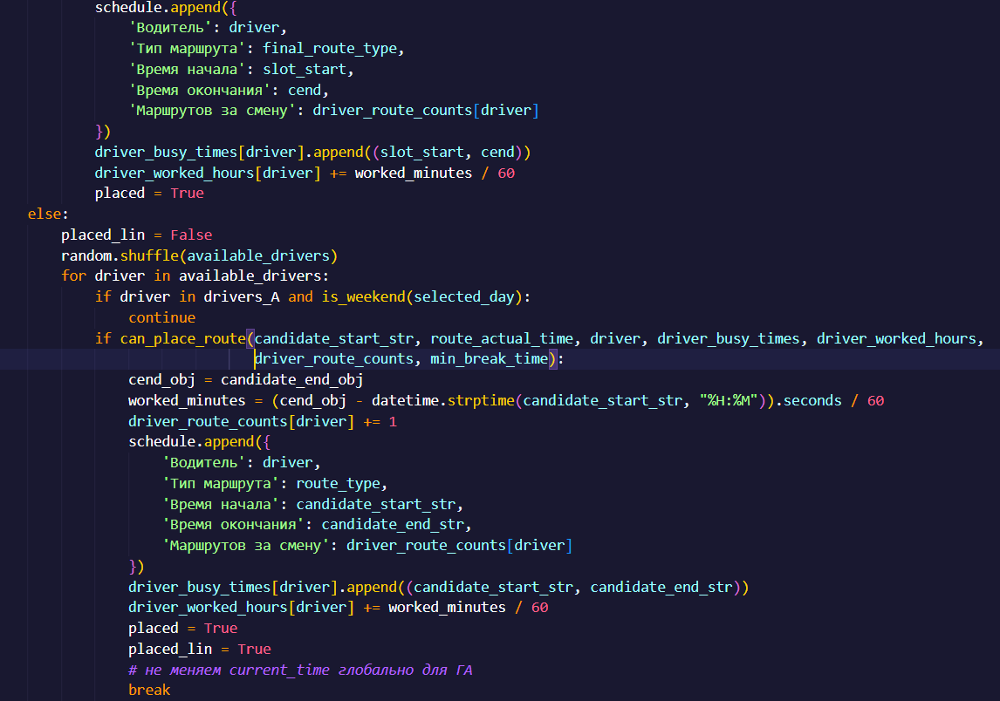 schedule.append({
'Водитель': driver,
'Тип маршрута': final_route_type,
'Время начала': slot_start,
'Время окончания': cend,
'Маршрутов за смену': driver_route_counts[driver]
})
driver_busy_times[driver].append((slot_start, cend))
driver_worked_hours[driver] += worked_minutes / 60
placed = True
else:
placed_lin = False
random.shuffle(available_drivers)
for driver in available_drivers:
if driver in drivers_A and is_weekend(selected_day):
continue
if can_place_route(candidate_start_str, route_actual_time, driver, driver_busy_times, driver_worked_hours,
driver_route_counts, min_break_time):
cend_obj = candidate_end_obj
worked_minutes = (cend_obj - datetime.strptime(candidate_start_str, "%H:%M")).seconds / 60
driver_route_counts[driver] += 1
schedule.append({
'Водитель': driver,
'Тип маршрута': route_type,
'Время начала': candidate_start_str,
'Время окончания': candidate_end_str,
'Маршрутов за смену': driver_route_counts[driver]
})
driver_busy_times[driver].append((candidate_start_str, candidate_end_str))
driver_worked_hours[driver] += worked_minutes / 60
placed = True
placed_lin = True
# не меняем current_time глобально для ГА
break